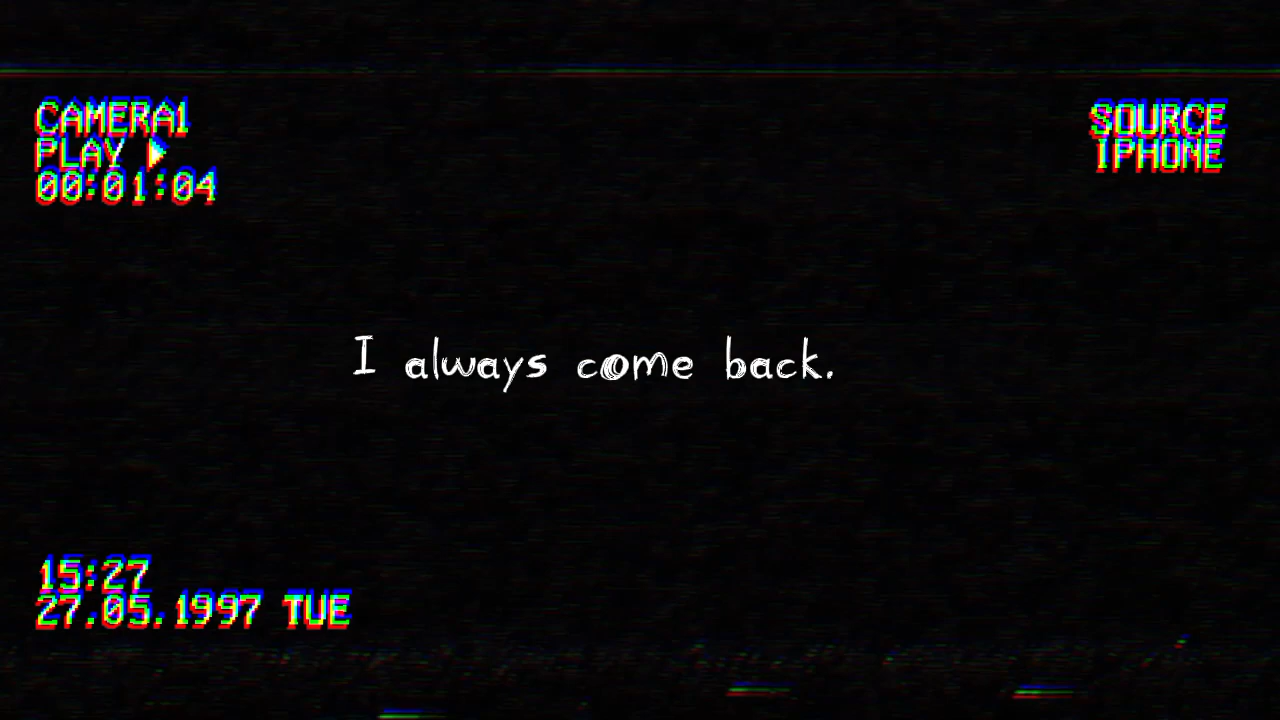 CAMERA1
PLAY
00:01:04
SOURCE
IPHONE
I always come back.
15:27
27.05.1997 TUE